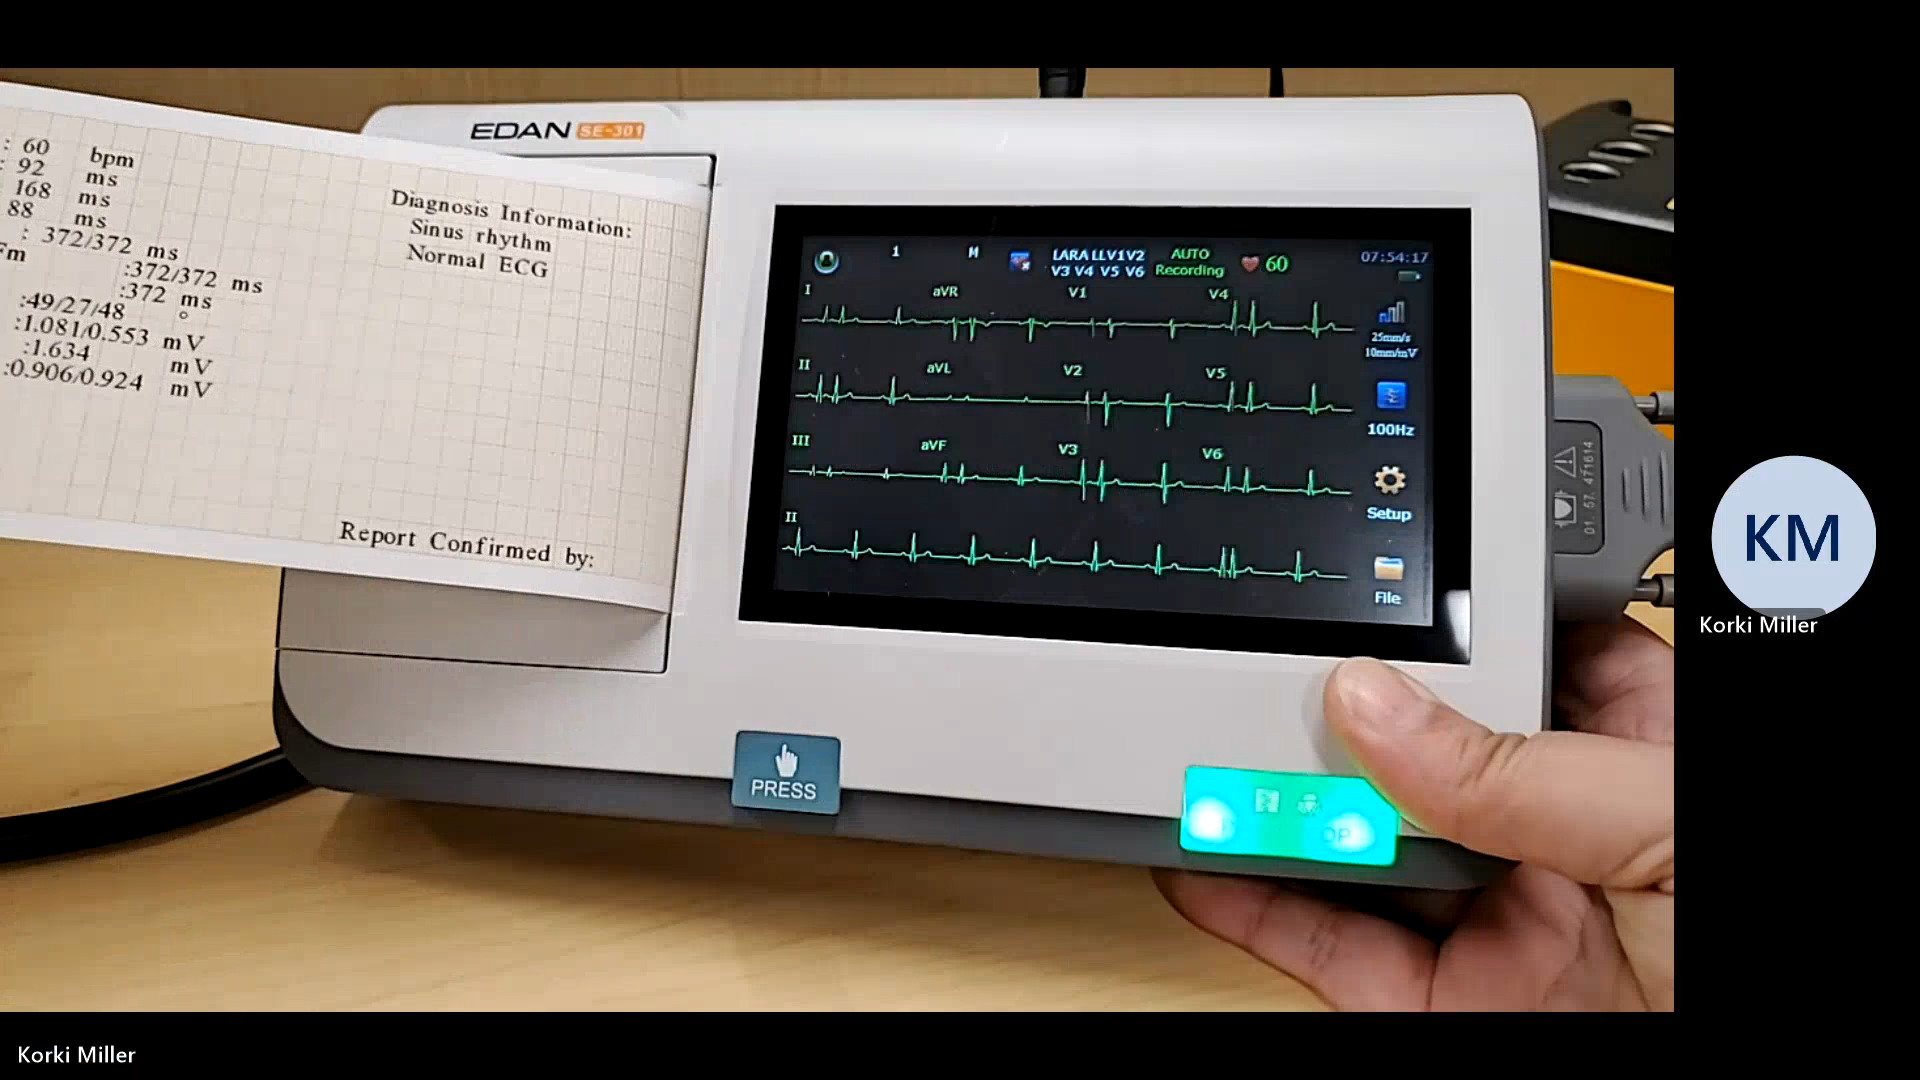 EDAN SE-301
: 60 bpm
: 92 ms
168 ms
88 ms
: 372/372 ms
:372/372 ms
:372 ms
:49/27/48 °
:1.081/0.553 mV
:1.634 mV
:0.906/0.924 mV
Diagnosis Information:
Sinus rhythm
Normal ECG
Report Confirmed by:
1 M LARA LLV1V2 AUTO 60 07:54:17
V3 V4 V5 V6 Recording
I aVR V1 V4
25mm/s
10mm/mV
II aVL V2 V5
100Hz
III aVF V3 V6
Setup
II
File
PRESS
01. 57. 471614
KM
Korki Miller
Korki Miller